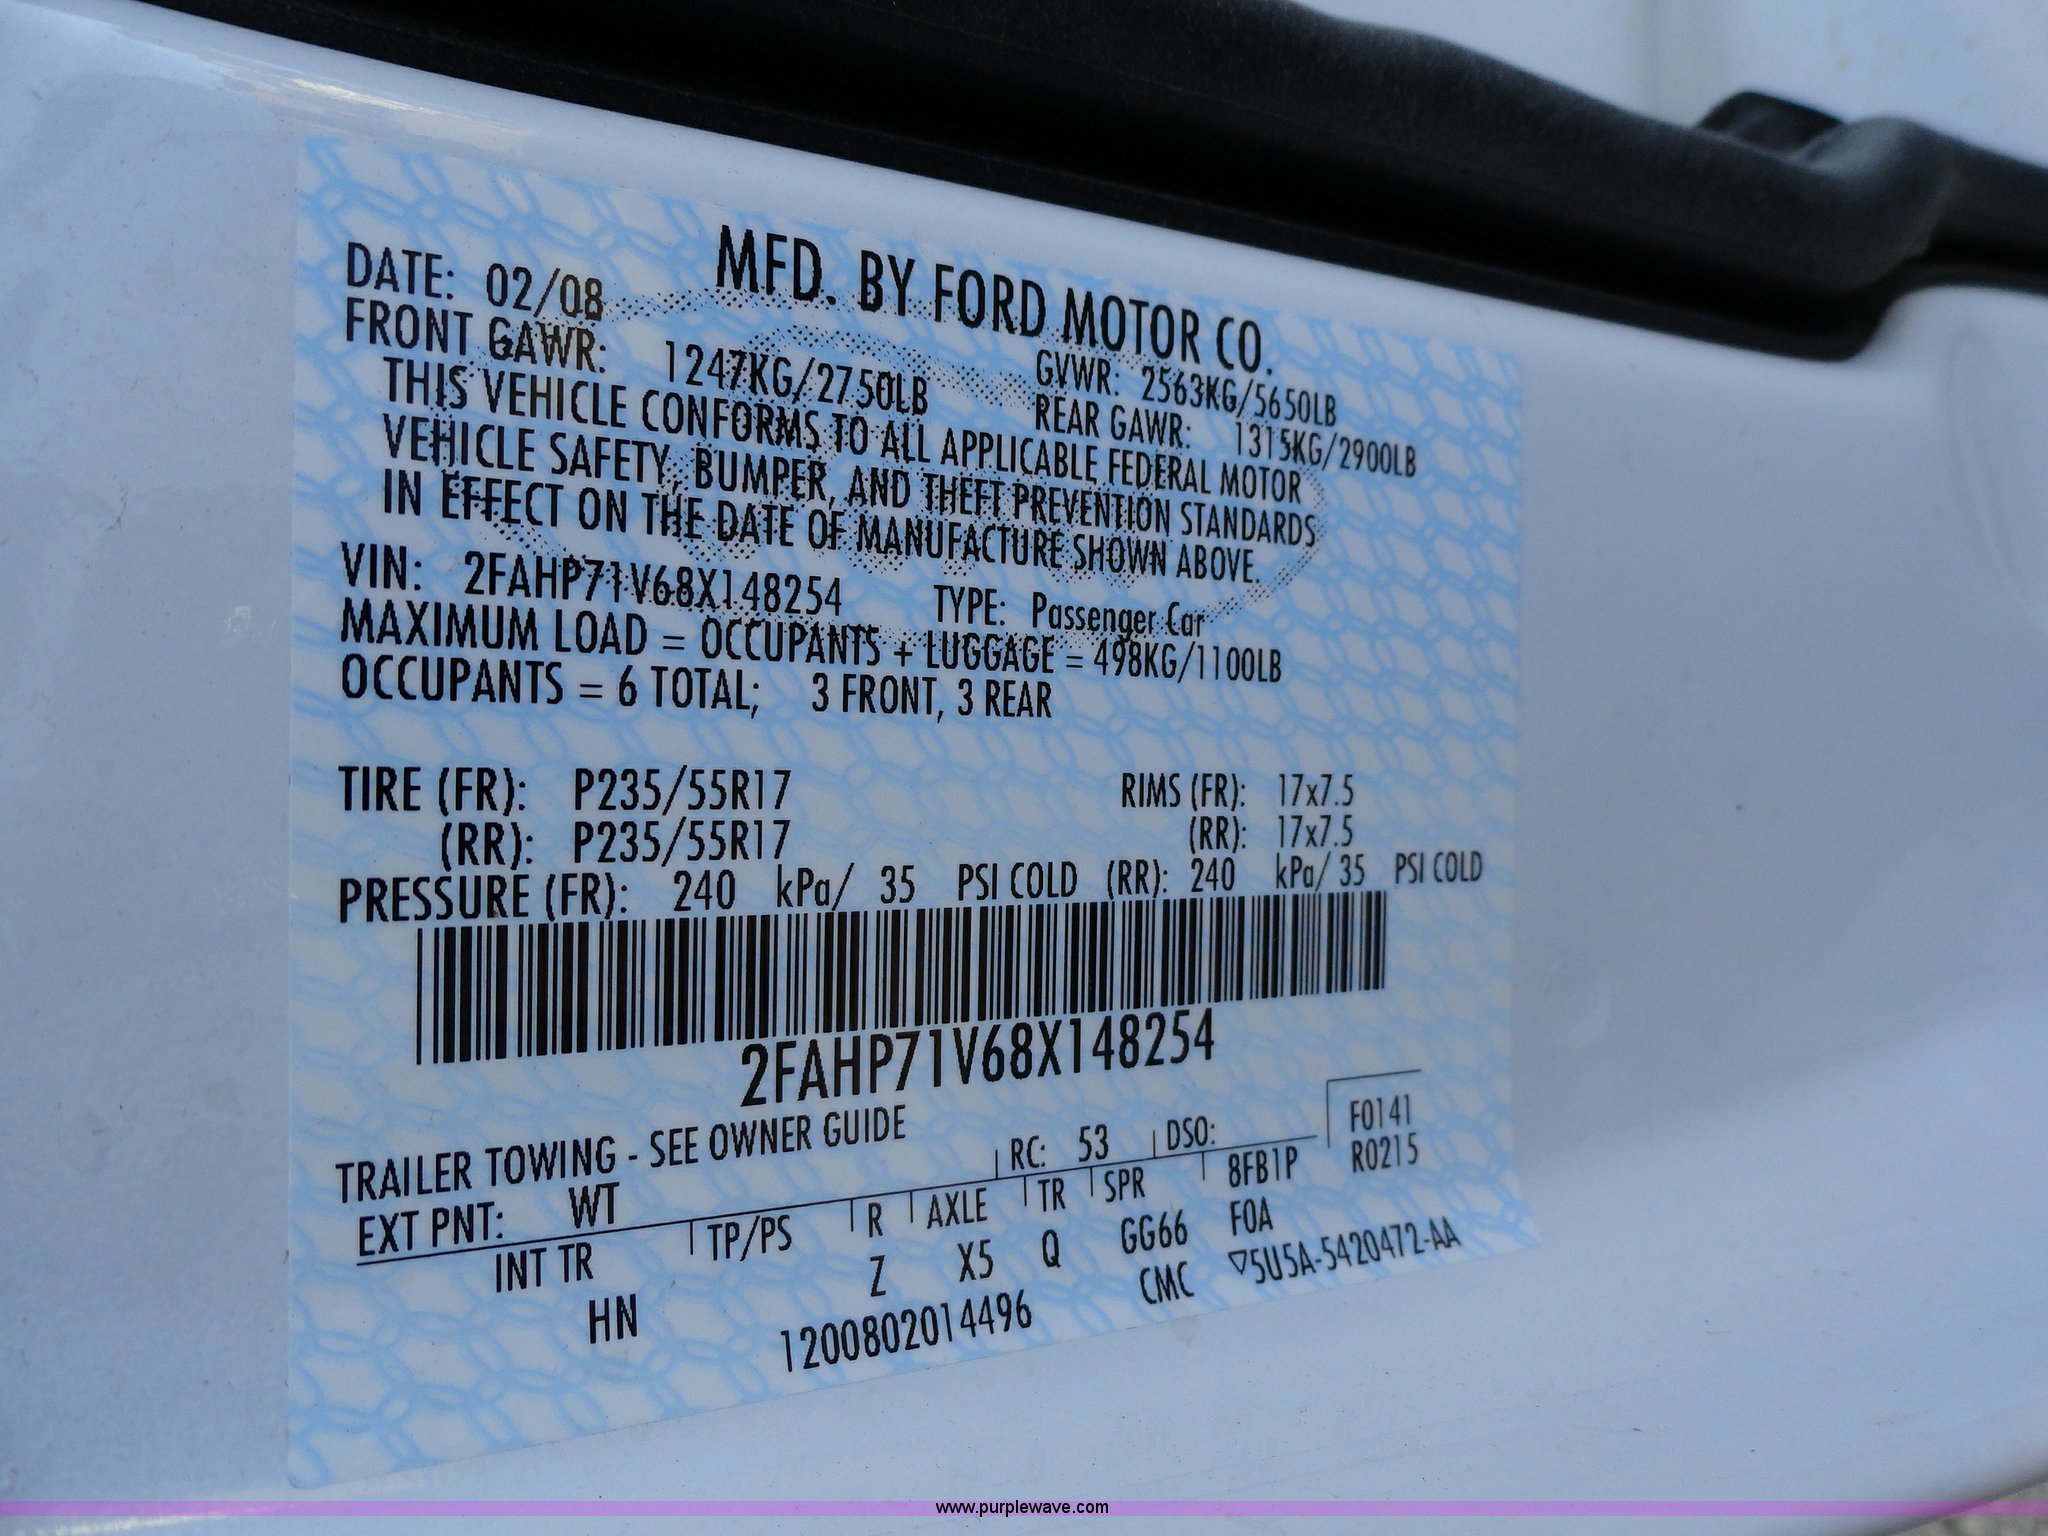 MFD. BY FORD MOTOR CO.
DATE: 02/08 GVWR: 2563KG/5650LB
FRONT GAWR: 1247KG/2750LB REAR GAWR: 1315KG/2900LB
THIS VEHICLE CONFORMS TO ALL APPLICABLE FEDERAL MOTOR
VEHICLE SAFETY, BUMPER, AND THEFT PREVENTION STANDARDS
IN EFFECT ON THE DATE OF MANUFACTURE SHOWN ABOVE.
VIN: 2FAHP71V68X148254 TYPE: Passenger Car
MAXIMUM LOAD = OCCUPANTS + LUGGAGE = 498KG/1100LB
OCCUPANTS = 6 TOTAL; 3 FRONT, 3 REAR
TIRE (FR): P235/55R17 RIMS (FR): 17x7.5
(RR): P235/55R17 (RR): 17x7.5
PRESSURE (FR): 240 kPa/ 35 PSI COLD (RR): 240 kPa/ 35 PSI COLD
2FAHP71V68X148254
TRAILER TOWING - SEE OWNER GUIDE
EXT PNT: WT RC: 53 DSO: F0141
R0215
INT TR TP/PS R AXLE TR SPR 8FB1P
HN Z X5 Q GG66 FOA
1200802014496 CMC ▽5U5A-5420472-AA
www.purplewave.com